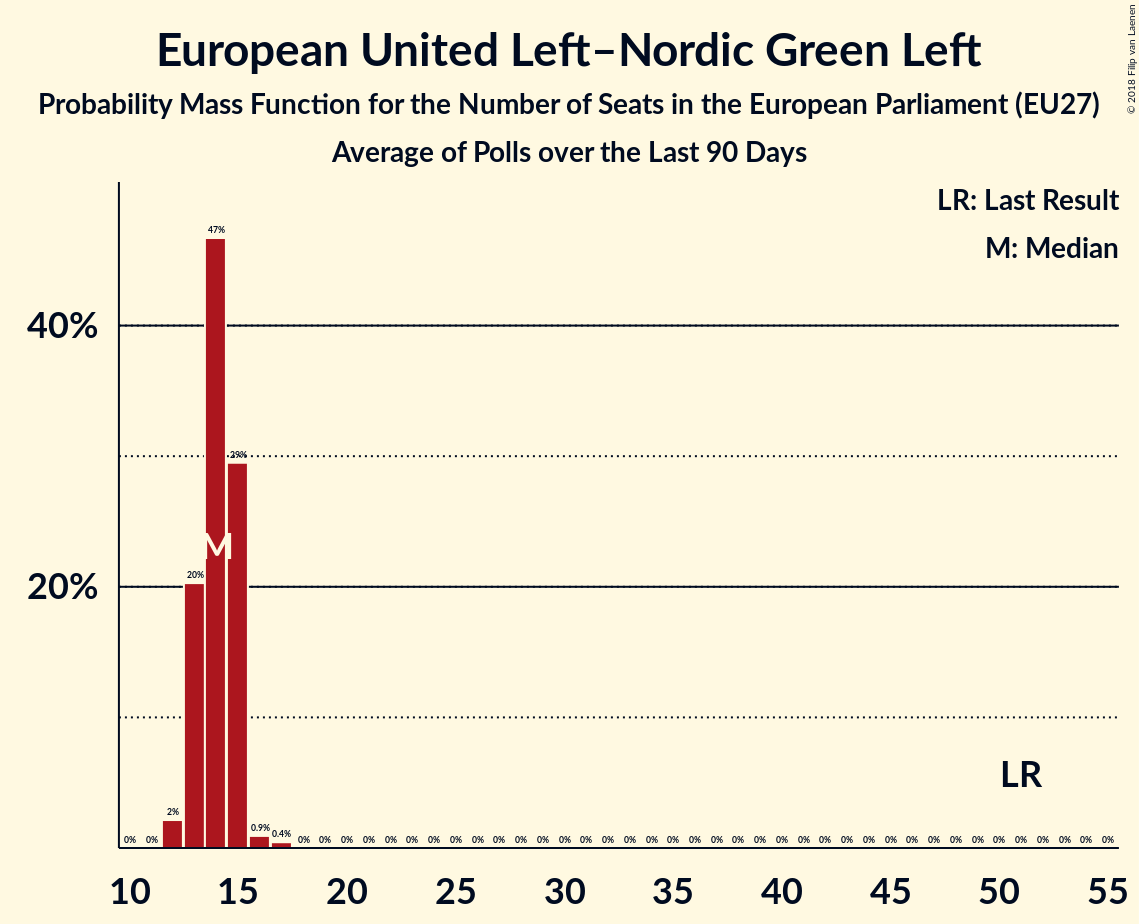 European United Left–Nordic Green Left
Probability Mass Function for the Number of Seats in the European Parliament (EU27)
Average of Polls over the Last 90 Days
© 2018 Filip van Laenen
LR: Last Result
M: Median
47%
40%
29%
M
20%
20%
LR
2%
0.9%
0.4%
0% 0% 0% 0% 0% 0% 0% 0% 0% 0% 0% 0% 0% 0% 0% 0% 0% 0% 0% 0% 0% 0% 0% 0% 0% 0% 0% 0% 0% 0% 0% 0% 0% 0% 0% 0% 0% 0% 0% 0%
10 15 20 25 30 35 40 45 50 55